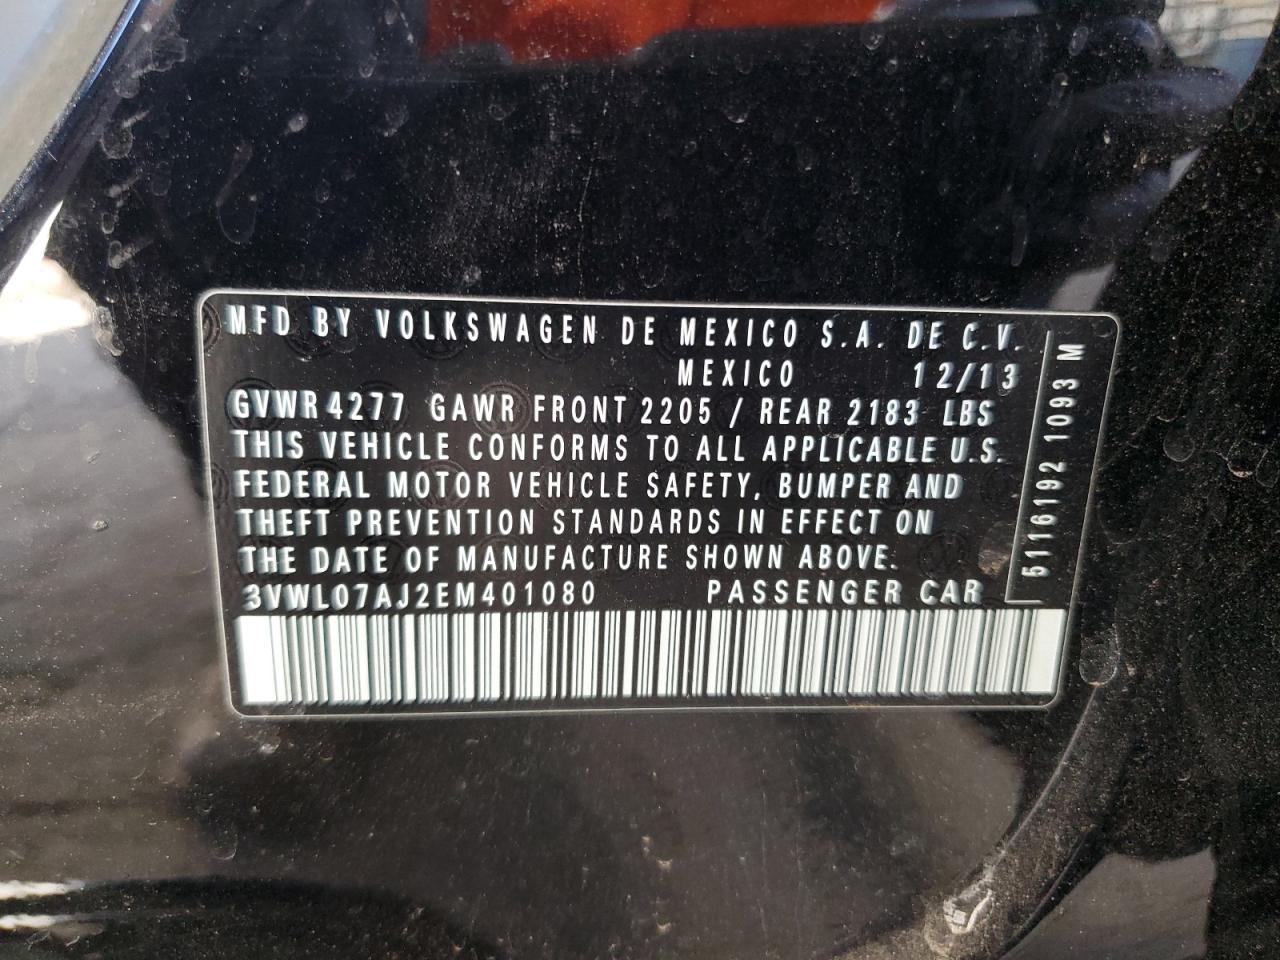 MFD BY VOLKSWAGEN DE MEXICO S.A. DE C.V.
MEXICO 12/13
GVWR 4277 GAWR FRONT 2205 / REAR 2183 LBS
THIS VEHICLE CONFORMS TO ALL APPLICABLE U.S.
FEDERAL MOTOR VEHICLE SAFETY, BUMPER AND
THEFT PREVENTION STANDARDS IN EFFECT ON
THE DATE OF MANUFACTURE SHOWN ABOVE.
3VWL07AJ2EM401080 PASSENGER CAR
5116192 1093 M